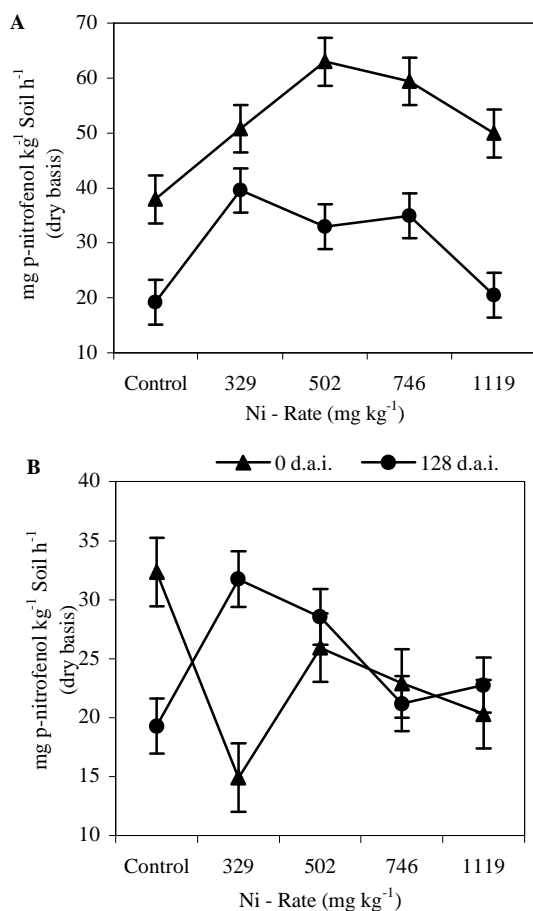 A
mg p-nitrofenol kg⁻¹ Soil h⁻¹
(dry basis)
70
60
50
40
30
20
10
Control 329 502 746 1119
Ni - Rate (mg kg⁻¹)
B
0 d.a.i. 128 d.a.i.
mg p-nitrofenol kg⁻¹ Soil h⁻¹
(dry basis)
40
35
30
25
20
15
10
Control 329 502 746 1119
Ni - Rate (mg kg⁻¹)